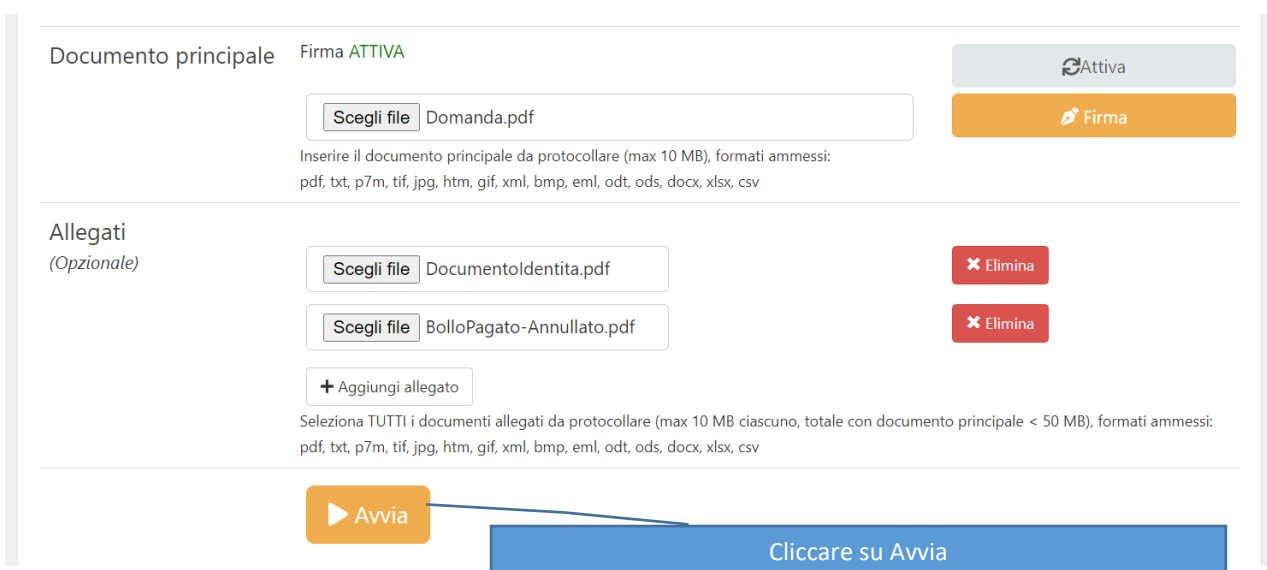 Documento principale
Firma ATTIVA
Attiva
Scegli file Domanda.pdf
Firma
Inserire il documento principale da protocollare (max 10 MB), formati ammessi:
pdf, txt, p7m, tif, jpg, htm, gif, xml, bmp, eml, odt, ods, docx, xlsx, csv
Allegati
(Opzionale)
Scegli file DocumentoIdentita.pdf
Elimina
Scegli file BolloPagato-Annullato.pdf
Elimina
Aggiungi allegato
Seleziona TUTTI i documenti allegati da protocollare (max 10 MB ciascuno, totale con documento principale < 50 MB), formati ammessi:
pdf, txt, p7m, tif, jpg, htm, gif, xml, bmp, eml, odt, ods, docx, xlsx, csv
Avvia
Cliccare su Avvia